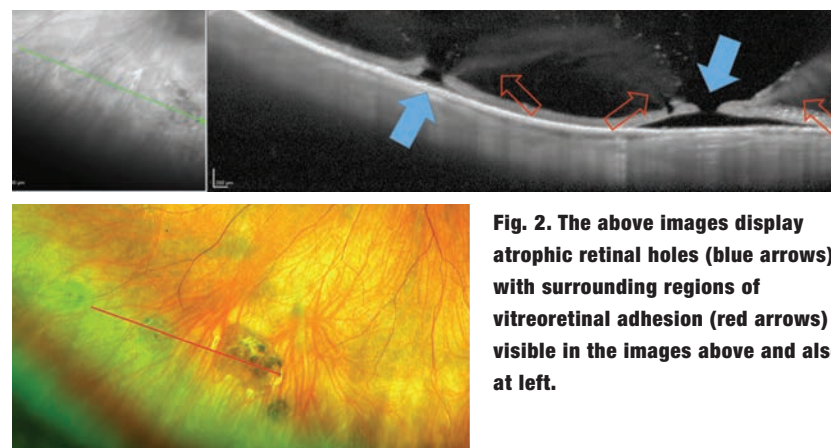 Fig. 2. The above images display
atrophic retinal holes (blue arrows)
with surrounding regions of
vitreoretinal adhesion (red arrows)
visible in the images above and als
at left.